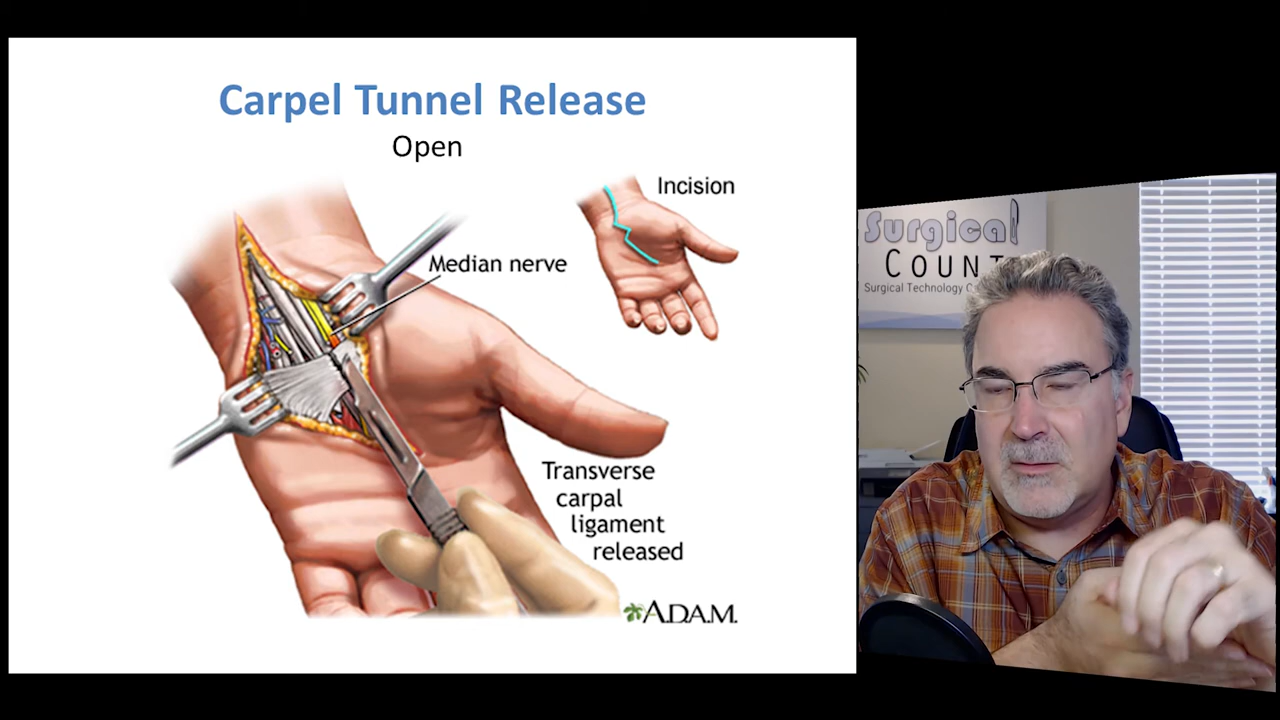 Carpel Tunnel Release
Open
Incision
Median nerve
Transverse
carpal
ligament
released
A.D.A.M.
Surgical
COUNT
Surgical Technology